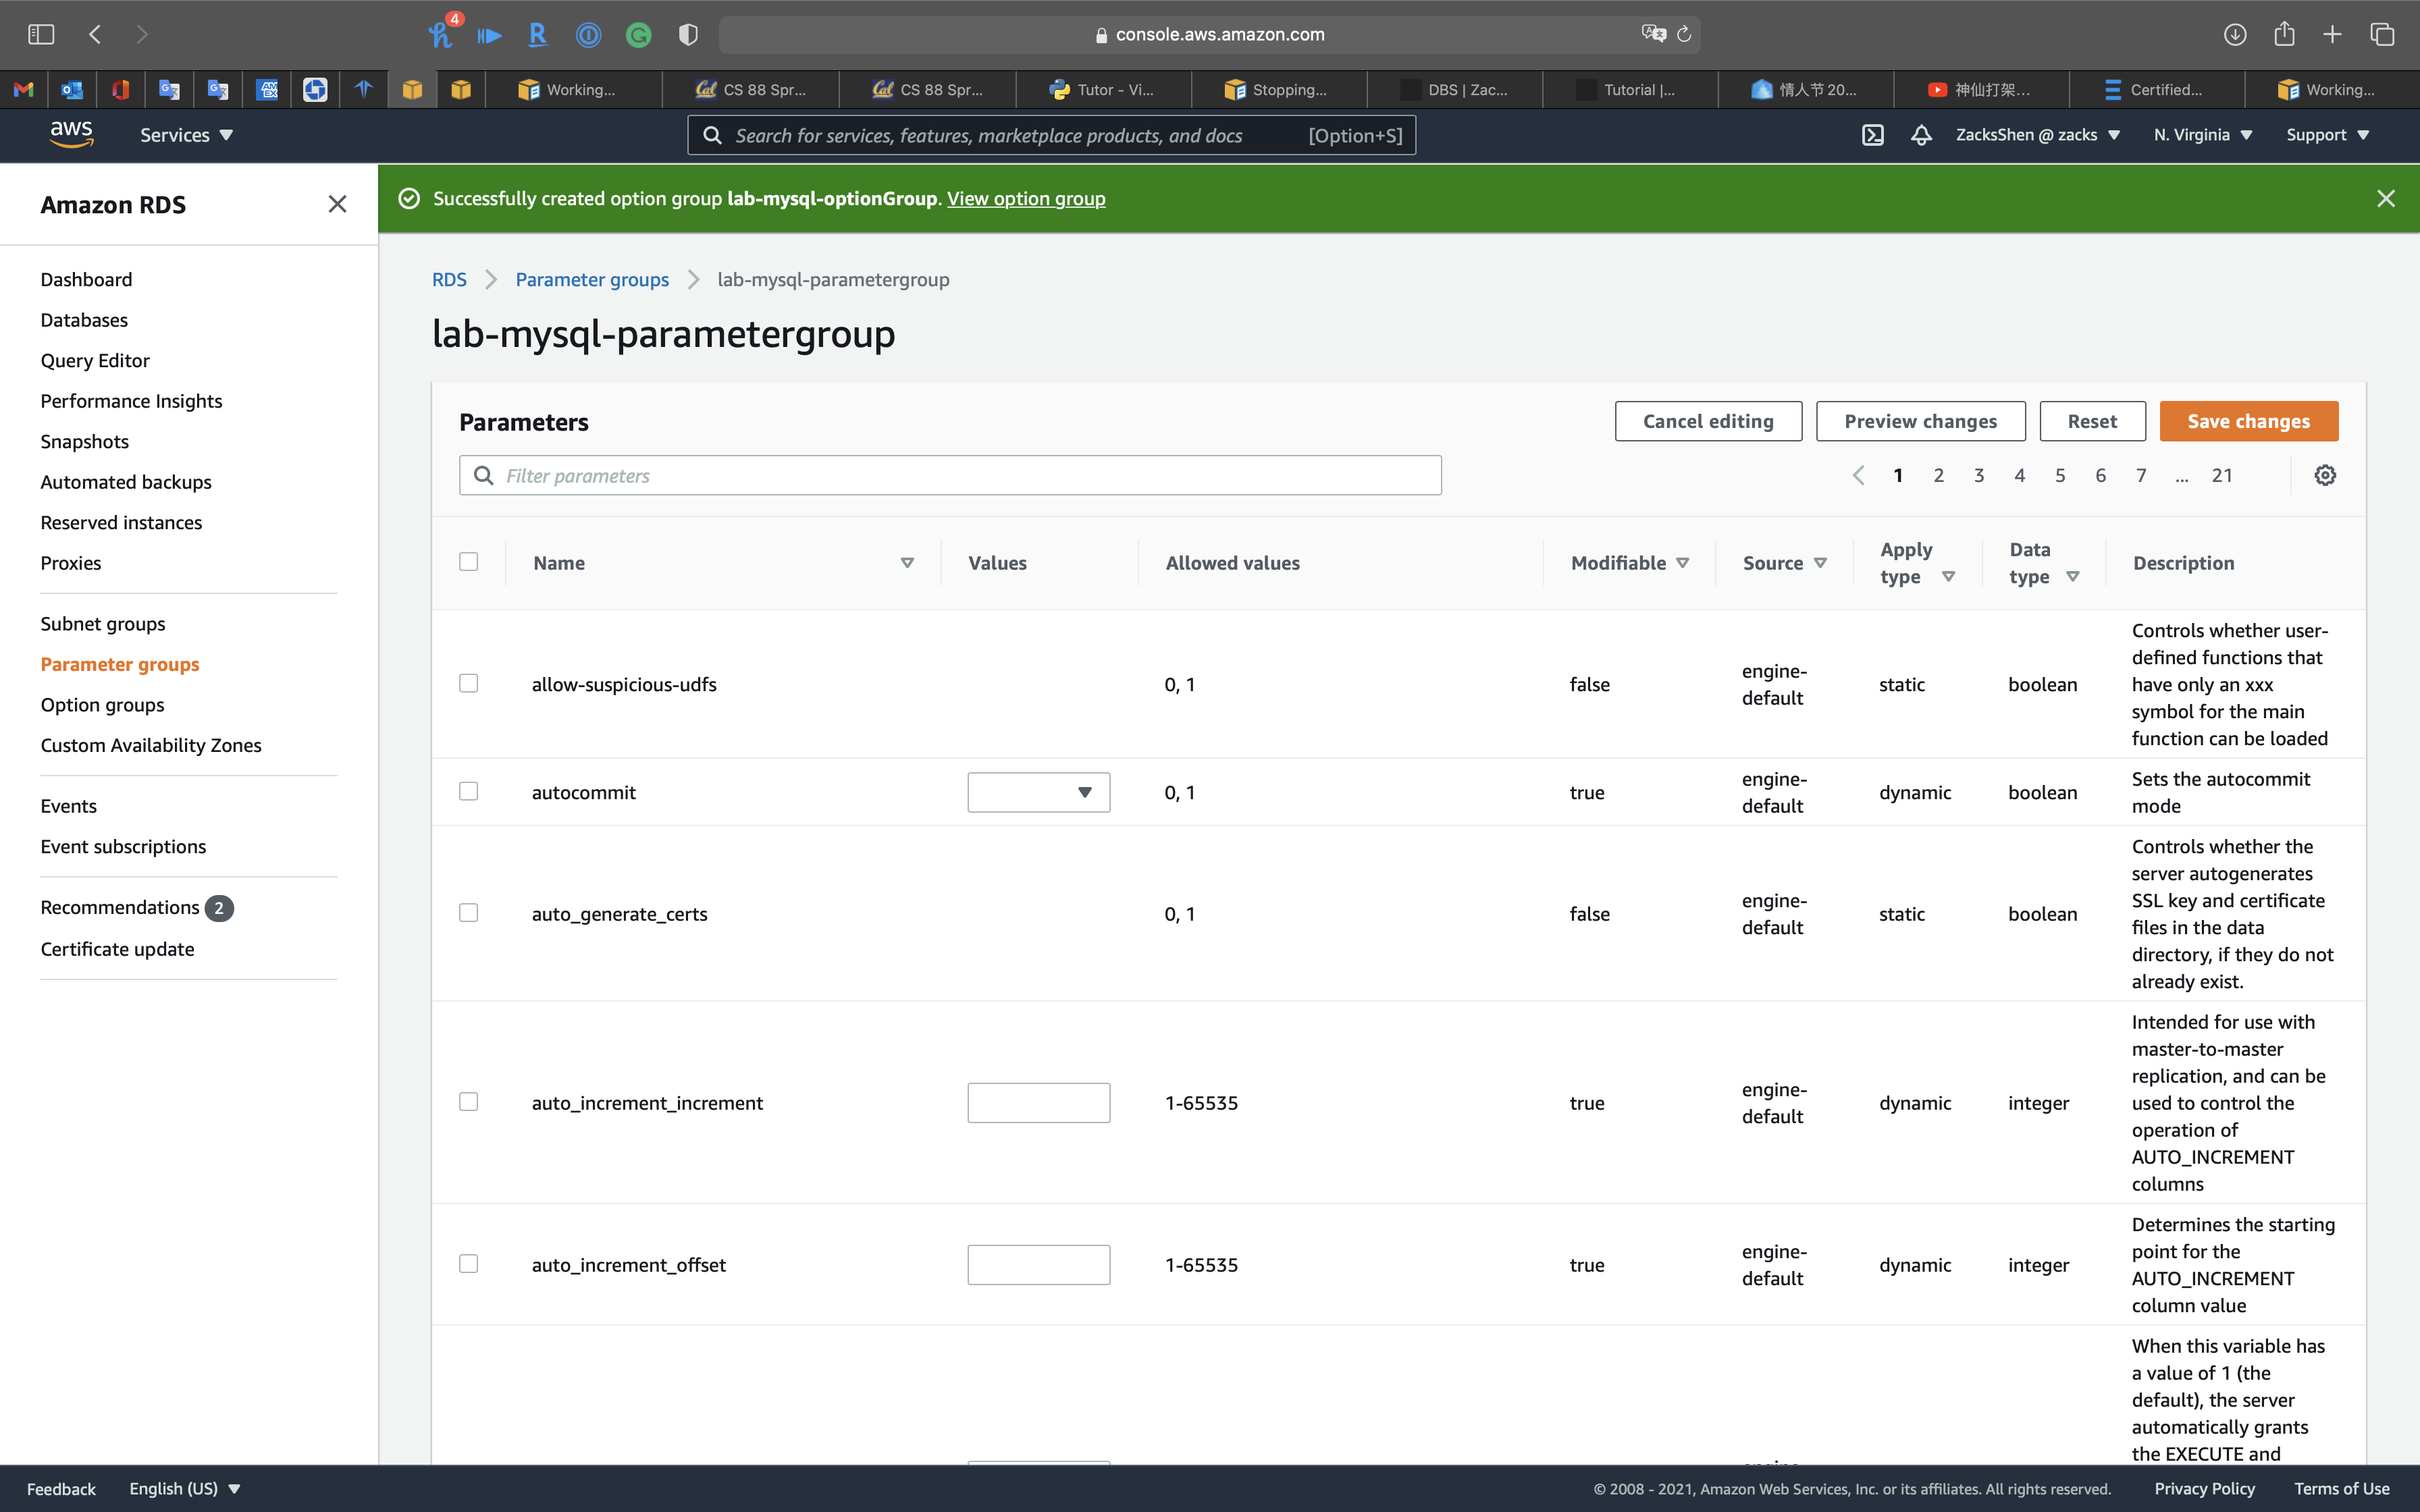 4
console.aws.amazon.com
Working...
CS 88 Spr...
CS 88 Spr...
Tutor - Vi...
Stopping...
DBS | Zac...
Tutorial |...
情人节 20...
神仙打架...
Certified...
Working...
aws
Services
Search for services, features, marketplace products, and docs
[Option+S]
ZacksShen @ zacks
N. Virginia
Support
Amazon RDS
Dashboard
Databases
Query Editor
Performance Insights
Snapshots
Automated backups
Reserved instances
Proxies
Subnet groups
Parameter groups
Option groups
Custom Availability Zones
Events
Event subscriptions
Recommendations 2
Certificate update
Successfully created option group lab-mysql-optionGroup. View option group
RDS
Parameter groups
lab-mysql-parametergroup
lab-mysql-parametergroup
Parameters
Cancel editing
Preview changes
Reset
Save changes
Filter parameters
1 2 3 4 5 6 7 ... 21
Name
Values
Allowed values
Modifiable
Source
Apply
type
Data
type
Description
allow-suspicious-udfs
0, 1
false
engine-
default
static
boolean
Controls whether user-
defined functions that
have only an xxx
symbol for the main
function can be loaded
autocommit
0, 1
true
engine-
default
dynamic
boolean
Sets the autocommit
mode
auto_generate_certs
0, 1
false
engine-
default
static
boolean
Controls whether the
server autogenerates
SSL key and certificate
files in the data
directory, if they do not
already exist.
auto_increment_increment
1-65535
true
engine-
default
dynamic
integer
Intended for use with
master-to-master
replication, and can be
used to control the
operation of
AUTO_INCREMENT
columns
auto_increment_offset
1-65535
true
engine-
default
dynamic
integer
Determines the starting
point for the
AUTO_INCREMENT
column value
When this variable has
a value of 1 (the
default), the server
automatically grants
the EXECUTE and
Feedback
English (US)
© 2008 - 2021, Amazon Web Services, Inc. or its affiliates. All rights reserved.
Privacy Policy
Terms of Use